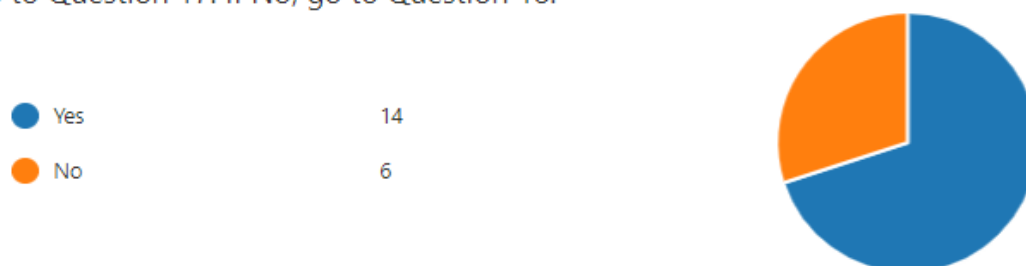 to Question 17. If No, go to Question 18.
Yes 14
No 6